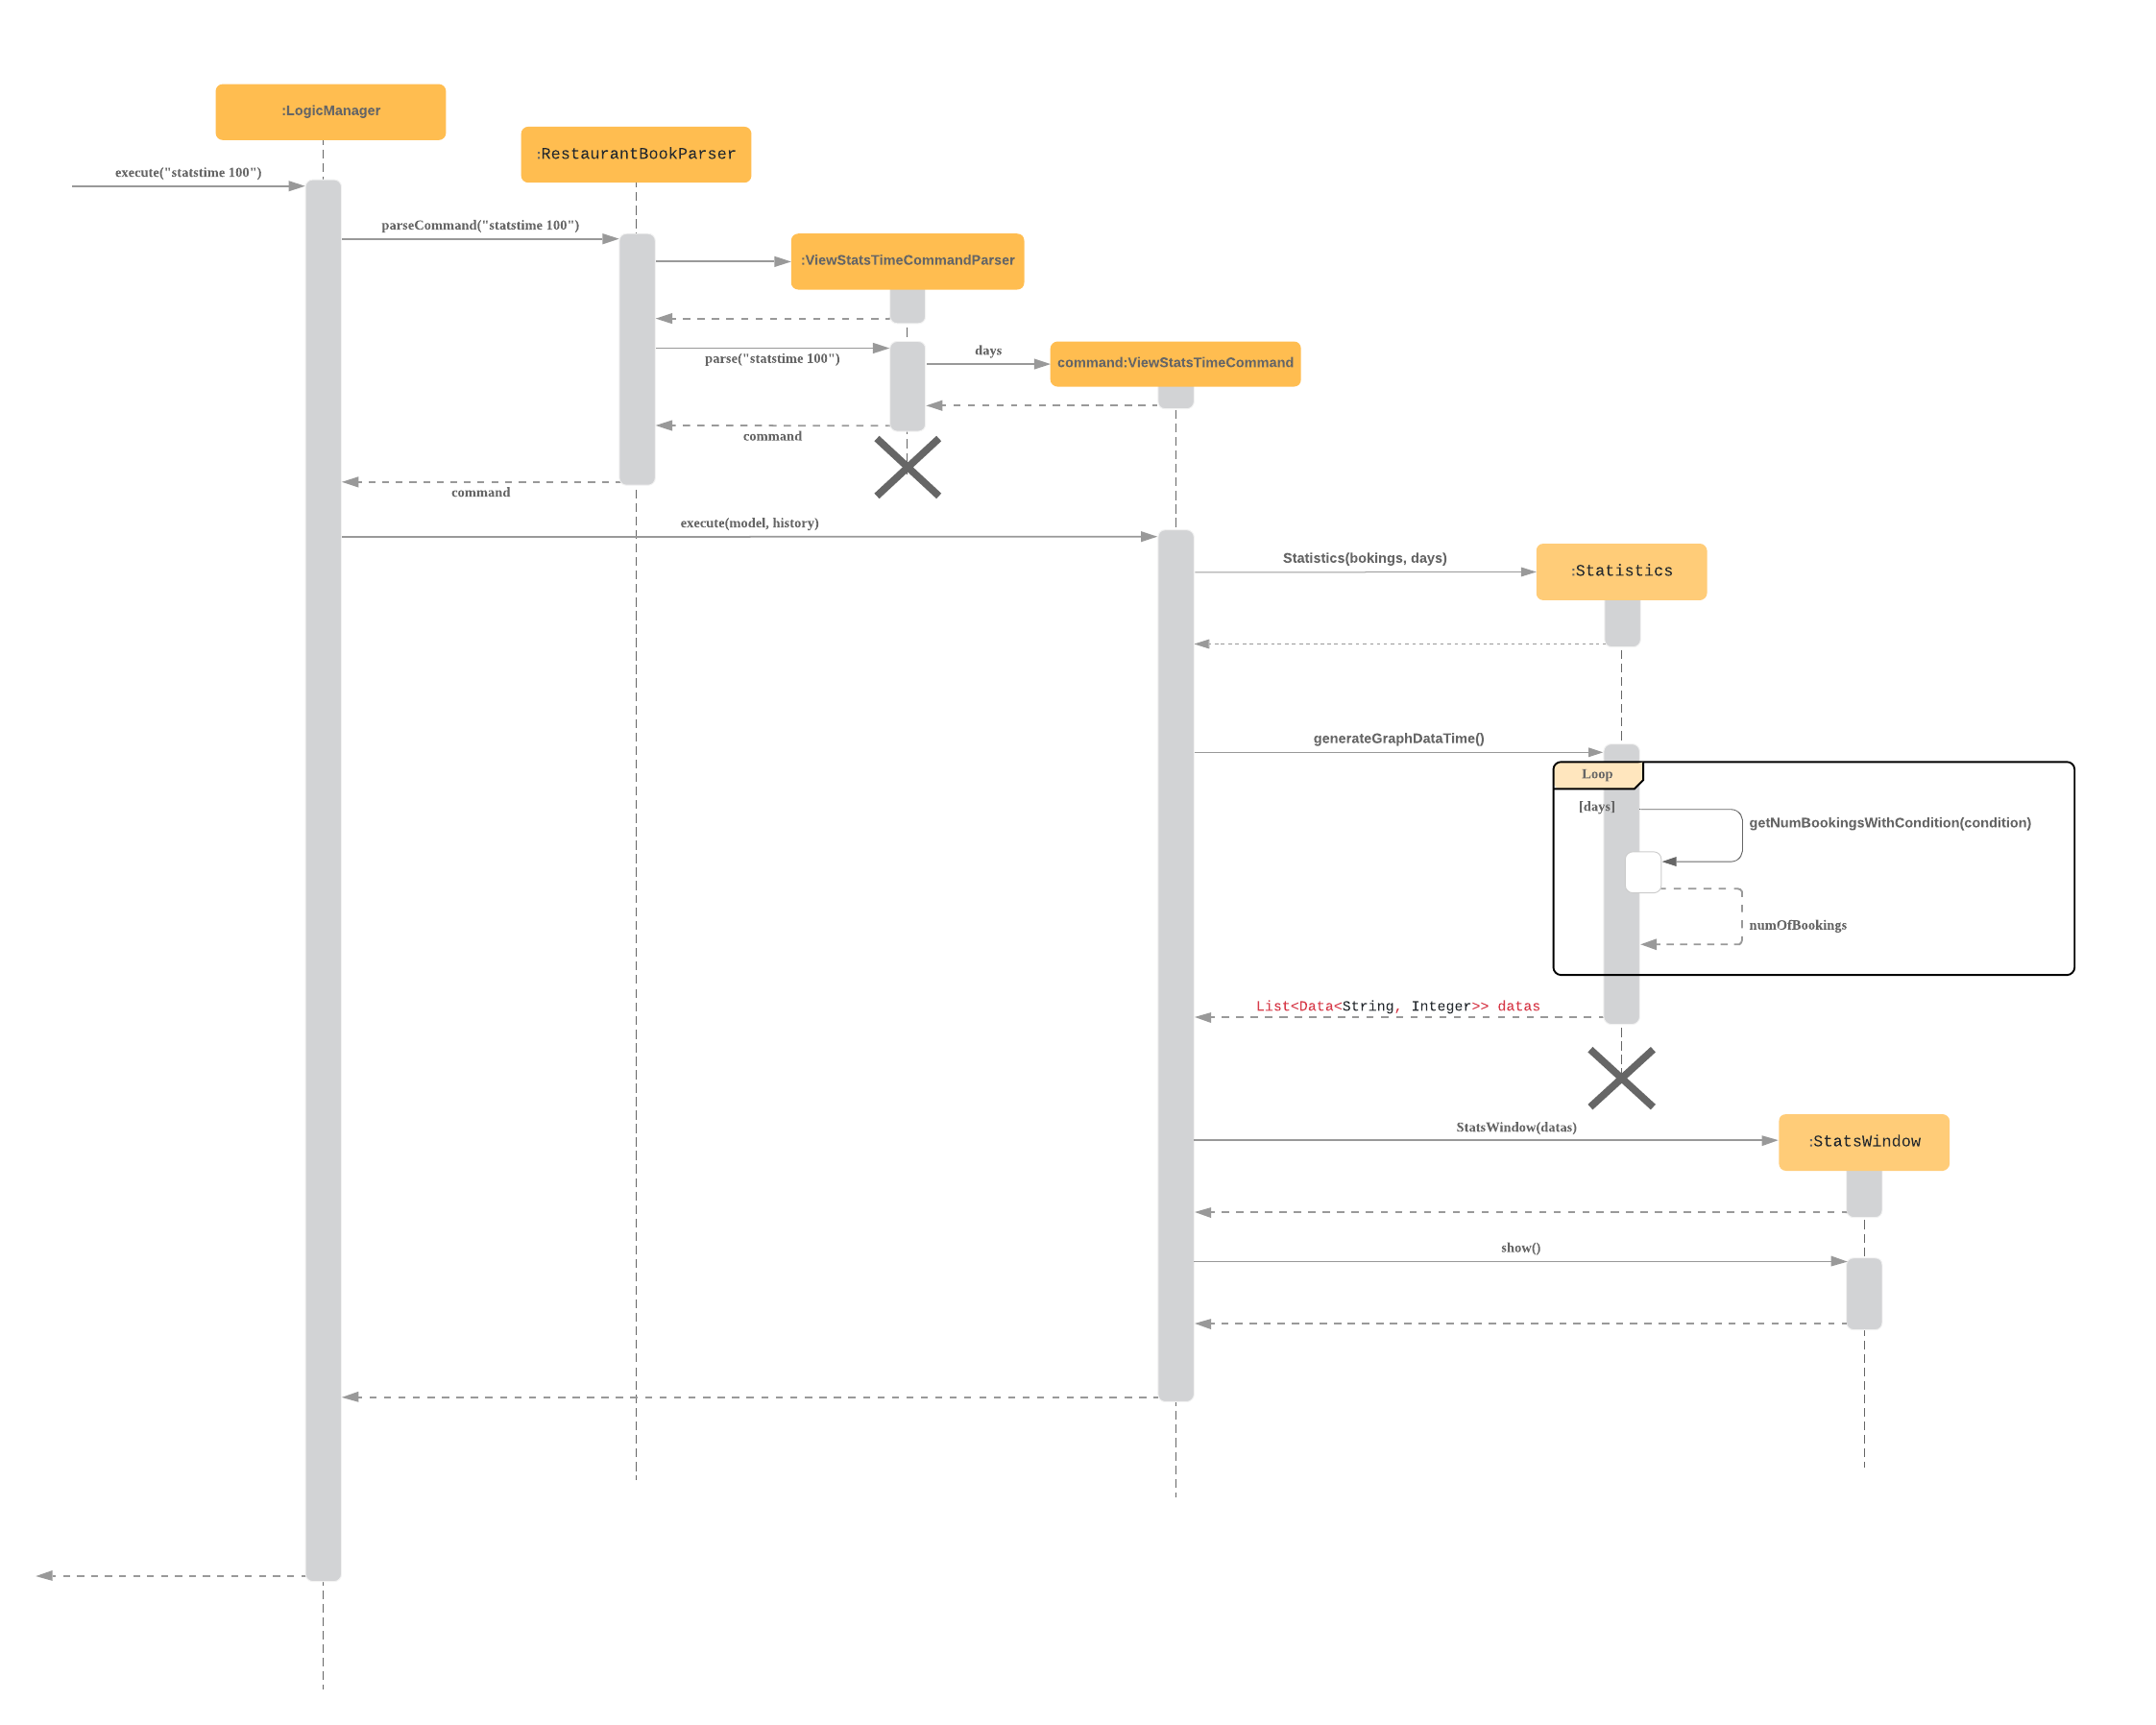 :LogicManager
:RestaurantBookParser
execute("statstime 100")
parseCommand("statstime 100")
:ViewStatsTimeCommandParser
days
parse("statstime 100")
command:ViewStatsTimeCommand
command
command
execute(model, history)
Statistics(bokings, days)
:Statistics
generateGraphDataTime()
Loop
[days]
getNumBookingsWithCondition(condition)
numOfBookings
List<Data<String, Integer>> datas
StatsWindow(datas)
:StatsWindow
show()